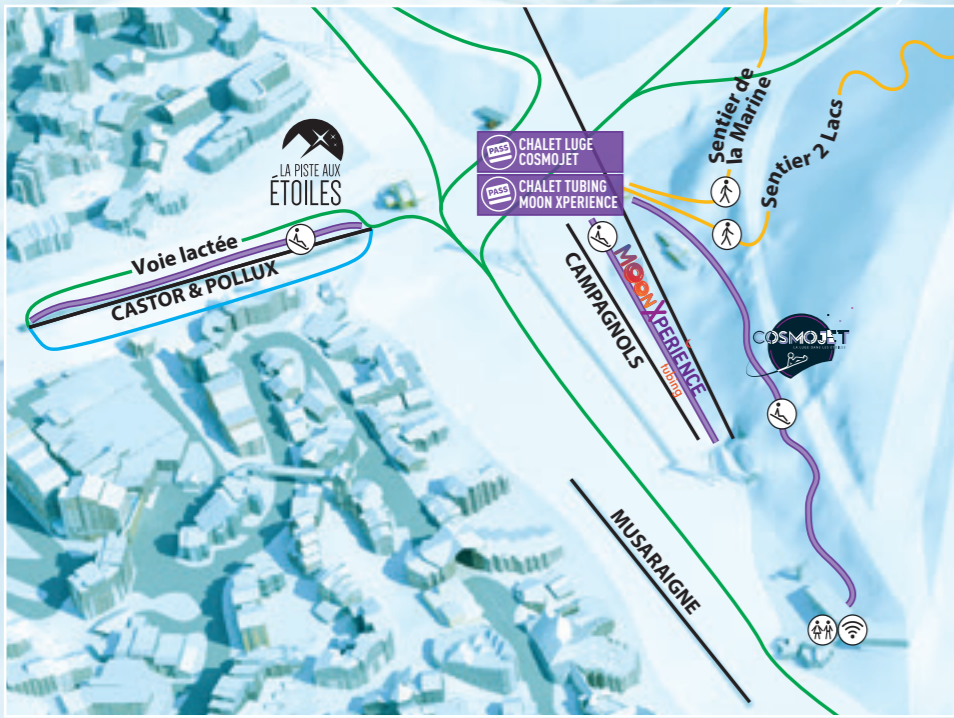 LA PISTE AUX
ÉTOILES
Voie lactée
CASTOR & POLLUX
PASS
CHALET LUGE
COSMOJET
PASS
CHALET TUBING
MOON XPERIENCE
Sentier de
la Marine
Sentier 2 Lacs
CAMPAGNOLS
MOONXPERIENCE
tubing
COSMOJET
MUSARAIGNE